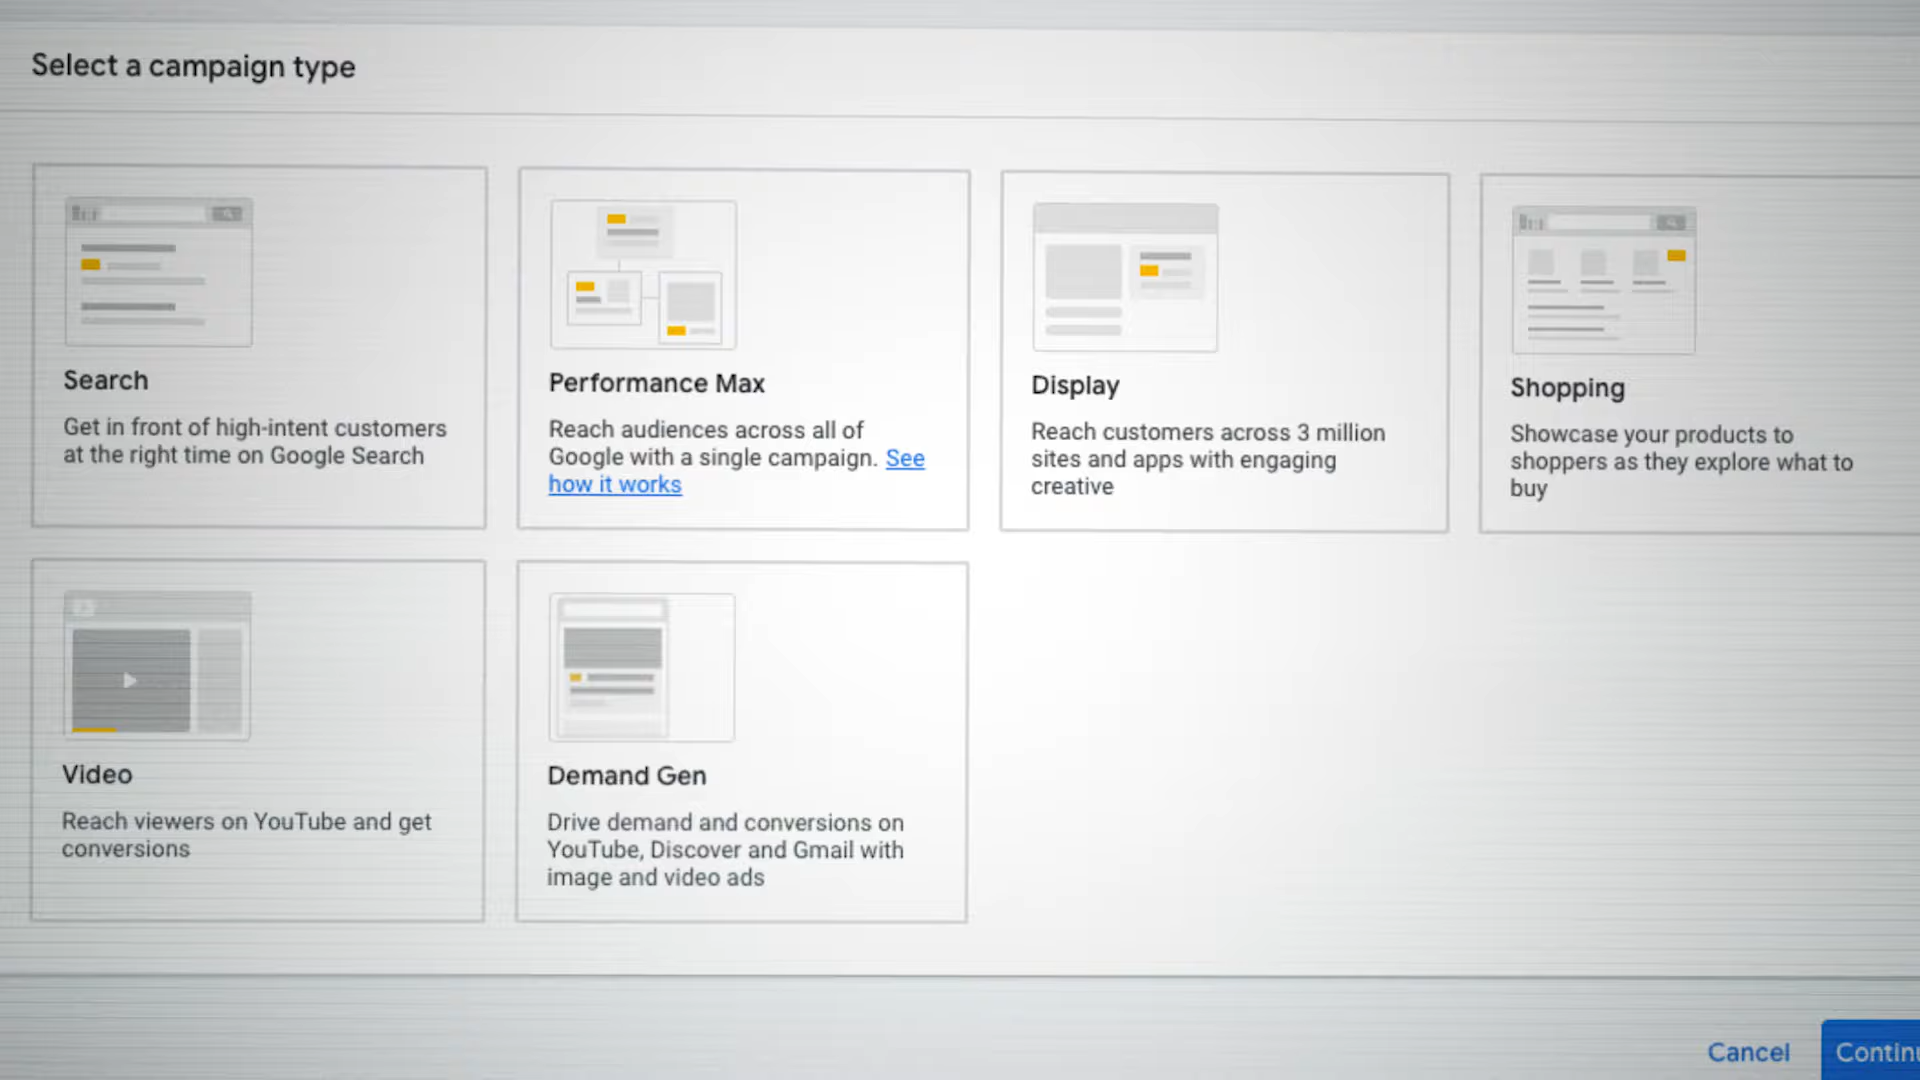 Select a campaign type
Search
Get in front of high-intent customers
at the right time on Google Search
Performance Max
Reach audiences across all of
Google with a single campaign. See
how it works
Display
Reach customers across 3 million
sites and apps with engaging
creative
Shopping
Showcase your products to
shoppers as they explore what to
buy
Video
Reach viewers on YouTube and get
conversions
Demand Gen
Drive demand and conversions on
YouTube, Discover and Gmail with
image and video ads
Cancel
Continu